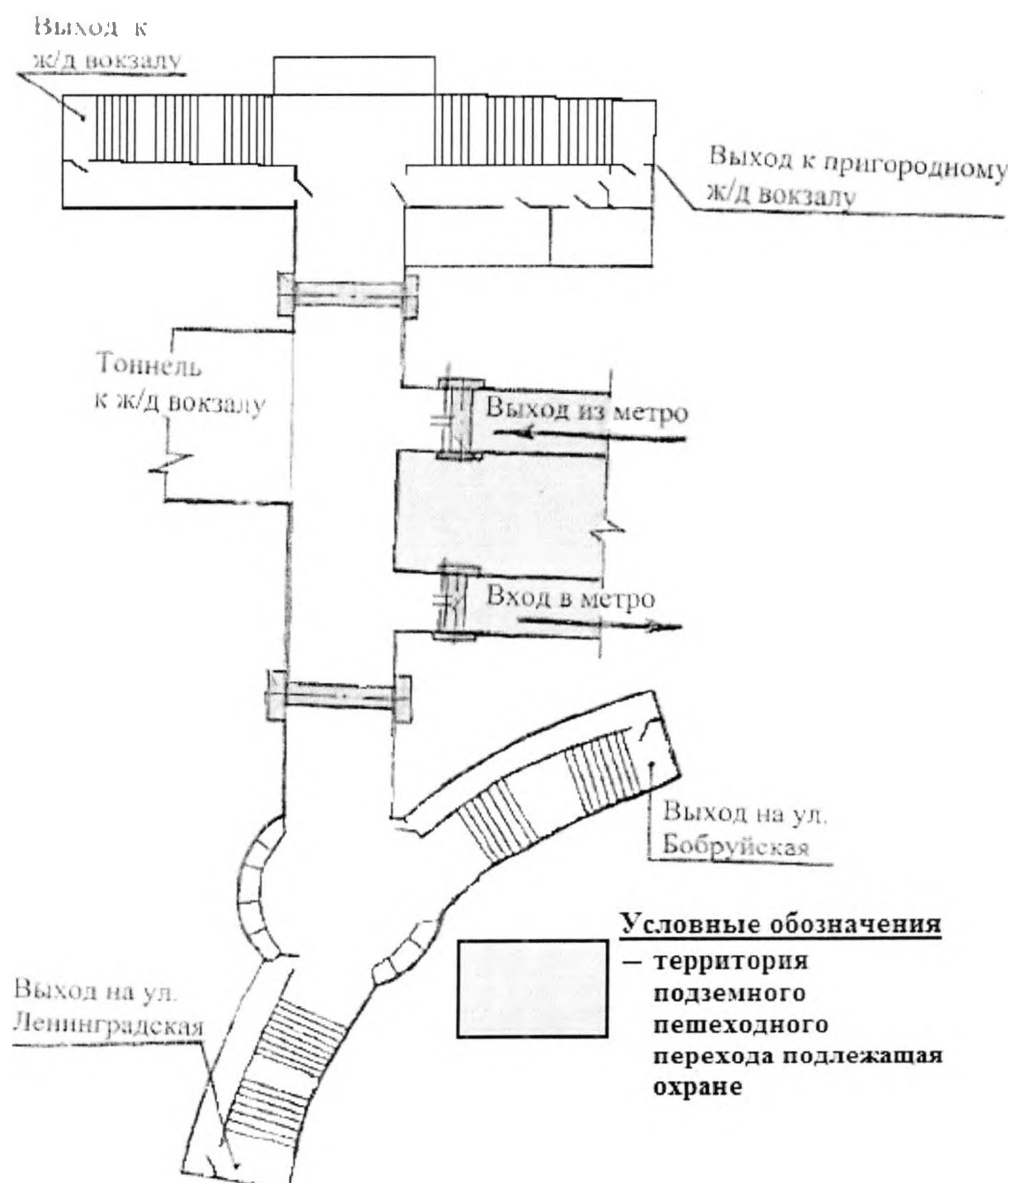 Выход к
ж/д вокзалу
Выход к пригородному
ж/д вокзалу
Тоннель
к ж/д вокзалу
Выход из метро
Вход в метро
Выход на ул.
Бобруйская
Условные обозначения
– территория
подземного
пешеходного
перехода подлежащая
охране
Выход на ул.
Ленинградская